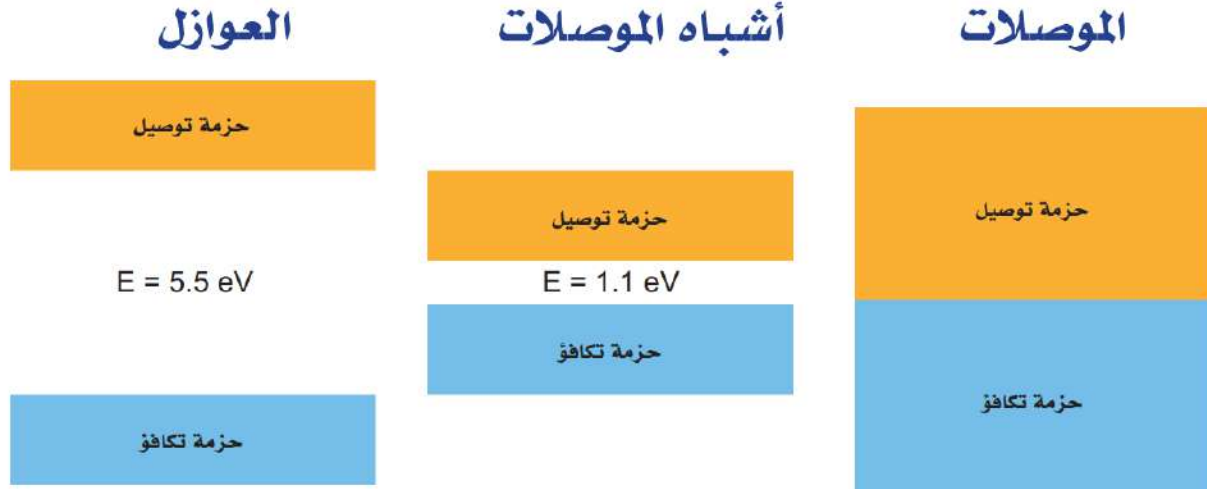 الموصلات
أشباه الموصلات
العوازل
حزمة توصيل
حزمة تكافؤ
حزمة توصيل
E = 1.1 eV
حزمة تكافؤ
حزمة توصيل
E = 5.5 eV
حزمة تكافؤ